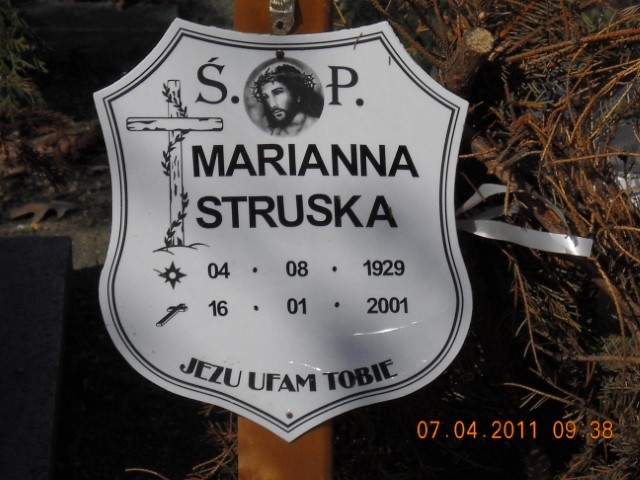 Ś. P.
MARIANNA
STRUSKA
04 · 08 · 1929
16 · 01 · 2001
JEZU UFAM TOBIE
07.04.2011 09:38